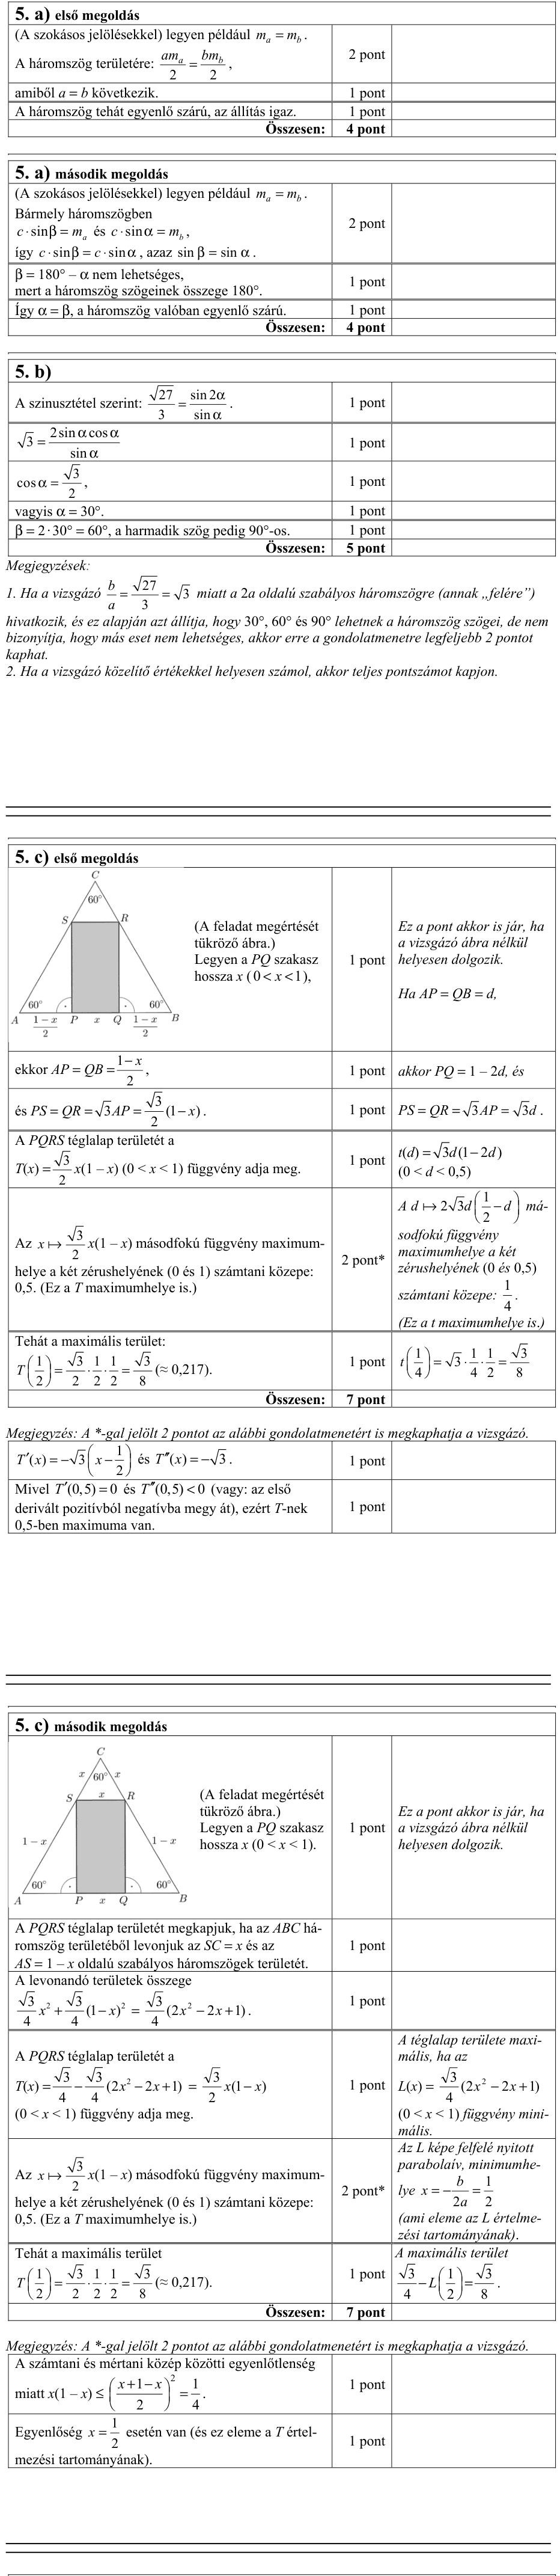 5. a) első megoldás
(A szokásos jelölésekkel) legyen például mₐ = m_b.
A háromszög területére: amₐ/2 = bm_b/2,
2 pont
amiből a = b következik.
1 pont
A háromszög tehát egyenlő szárú, az állítás igaz.
1 pont
Összesen:
4 pont
5. a) második megoldás
(A szokásos jelölésekkel) legyen például mₐ = m_b.
Bármely háromszögben
c·sinβ = mₐ és c·sinα = m_b,
így c·sinβ = c·sinα, azaz sin β = sin α.
2 pont
β = 180° – α nem lehetséges,
mert a háromszög szögeinek összege 180°.
1 pont
Így α = β, a háromszög valóban egyenlő szárú.
1 pont
Összesen:
4 pont
5. b)
A szinusztétel szerint: √27/3 = sin 2α/sin α.
1 pont
√3 = 2 sin α cos α/sin α
1 pont
cos α = √3/2,
1 pont
vagyis α = 30°.
1 pont
β = 2·30° = 60°, a harmadik szög pedig 90°-os.
1 pont
Összesen:
5 pont
Megjegyzések:
1. Ha a vizsgázó b/a = √27/3 = √3 miatt a 2a oldalú szabályos háromszögre (annak „felére”)
hivatkozik, és ez alapján azt állítja, hogy 30°, 60° és 90° lehetnek a háromszög szögei, de nem
bizonyítja, hogy más eset nem lehetséges, akkor erre a gondolatmenetre legfeljebb 2 pontot
kaphat.
2. Ha a vizsgázó közelítő értékekkel helyesen számol, akkor teljes pontszámot kapjon.
5. c) első megoldás
C
60°
S
R
60°
60°
A
(1−x)/2
P
x
Q
(1−x)/2
B
(A feladat megértését
tükröző ábra.)
Legyen a PQ szakasz
hossza x (0 < x < 1),
1 pont
Ez a pont akkor is jár, ha
a vizsgázó ábra nélkül
helyesen dolgozik.
Ha AP = QB = d,
ekkor AP = QB = (1−x)/2,
1 pont
akkor PQ = 1 – 2d, és
és PS = QR = √3AP = √3/2(1−x).
1 pont
PS = QR = √3AP = √3d.
A PQRS téglalap területét a
T(x) = √3/2 x(1 – x) (0 < x < 1) függvény adja meg.
1 pont
t(d) = √3d(1 – 2d)
(0 < d < 0,5)
Az x ↦ √3/2 x(1 – x) másodfokú függvény maximum-
helye a két zérushelyének (0 és 1) számtani közepe:
0,5. (Ez a T maximumhelye is.)
2 pont*
A d ↦ 2√3d(1/2 − d) má-
sodfokú függvény
maximumhelye a két
zérushelyének (0 és 0,5)
számtani közepe: 1/4.
(Ez a t maximumhelye is.)
Tehát a maximális terület:
T(1/2) = √3/2·1/2·1/2 = √3/8 (≈ 0,217).
1 pont
t(1/4) = √3·1/4·1/2 = √3/8
Összesen:
7 pont
Megjegyzés: A *-gal jelölt 2 pontot az alábbi gondolatmenetért is megkaphatja a vizsgázó.
T′(x) = −√3(x − 1/2) és T″(x) = −√3.
1 pont
Mivel T′(0,5) = 0 és T″(0,5) < 0 (vagy: az első
derivált pozitívból negatívba megy át), ezért T-nek
0,5-ben maximuma van.
1 pont
5. c) második megoldás
C
x
60°
x
S
x
R
1 − x
1 − x
60°
60°
A
P
x
Q
B
(A feladat megértését
tükröző ábra.)
Legyen a PQ szakasz
hossza x (0 < x < 1).
1 pont
Ez a pont akkor is jár, ha
a vizsgázó ábra nélkül
helyesen dolgozik.
A PQRS téglalap területét megkapjuk, ha az ABC há-
romszög területéből levonjuk az SC = x és az
AS = 1 – x oldalú szabályos háromszögek területét.
1 pont
A levonandó területek összege
√3/4 x² + √3/4 (1−x)² = √3/4 (2x² − 2x + 1).
1 pont
A PQRS téglalap területét a
T(x) = √3/4 − √3/4 (2x² − 2x + 1) = √3/2 x(1−x)
(0 < x < 1) függvény adja meg.
1 pont
A téglalap területe maxi-
mális, ha az
L(x) = √3/4 (2x² − 2x + 1)
(0 < x < 1) függvény mini-
mális.
Az x ↦ √3/2 x(1 – x) másodfokú függvény maximum-
helye a két zérushelyének (0 és 1) számtani közepe:
0,5. (Ez a T maximumhelye is.)
2 pont*
Az L képe felfelé nyitott
parabolaív, minimumhe-
lye x = −b/2a = 1/2
(ami eleme az L értelme-
zési tartományának).
Tehát a maximális terület
T(1/2) = √3/2·1/2·1/2 = √3/8 (≈ 0,217).
1 pont
A maximális terület
√3/4 − L(1/2) = √3/8.
Összesen:
7 pont
Megjegyzés: A *-gal jelölt 2 pontot az alábbi gondolatmenetért is megkaphatja a vizsgázó.
A számtani és mértani közép közötti egyenlőtlenség
miatt x(1 – x) ≤ ((x+1−x)/2)² = 1/4.
1 pont
Egyenlőség x = 1/2 esetén van (és ez eleme a T értel-
mezési tartományának).
1 pont